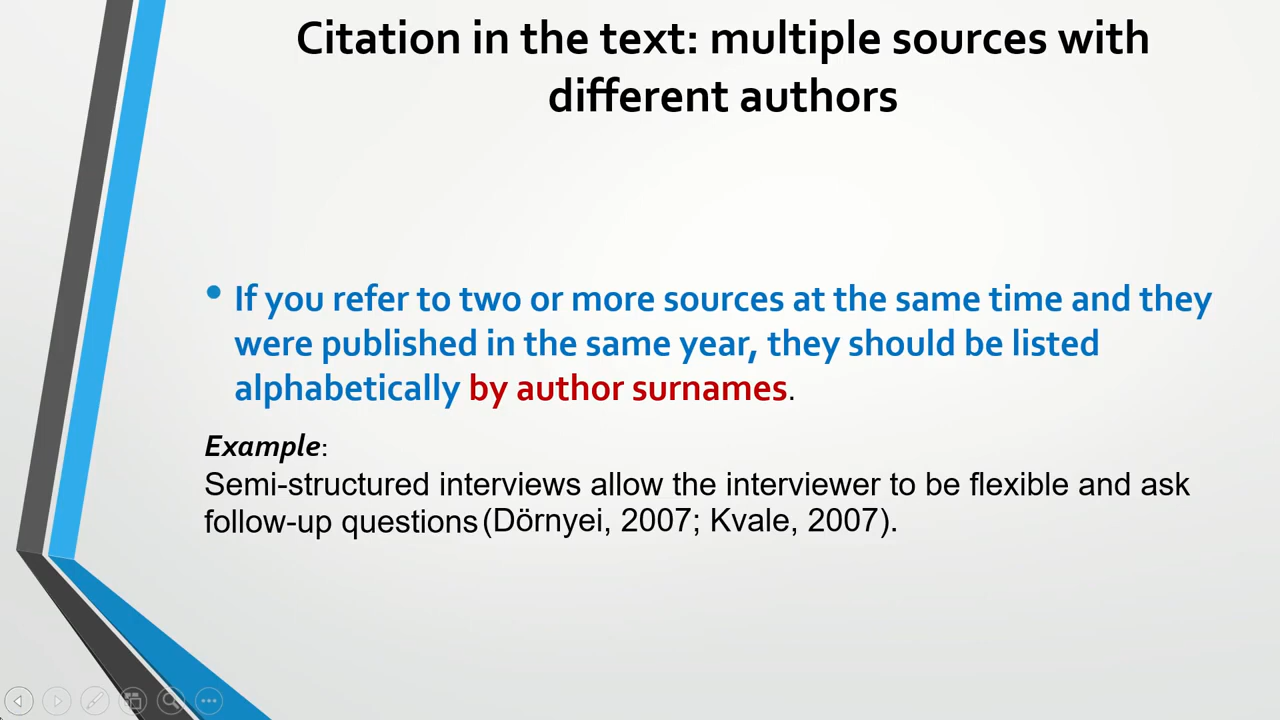 Citation in the text: multiple sources with
different authors
• If you refer to two or more sources at the same time and they
were published in the same year, they should be listed
alphabetically by author surnames.
Example:
Semi-structured interviews allow the interviewer to be flexible and ask
follow-up questions (Dörnyei, 2007; Kvale, 2007).